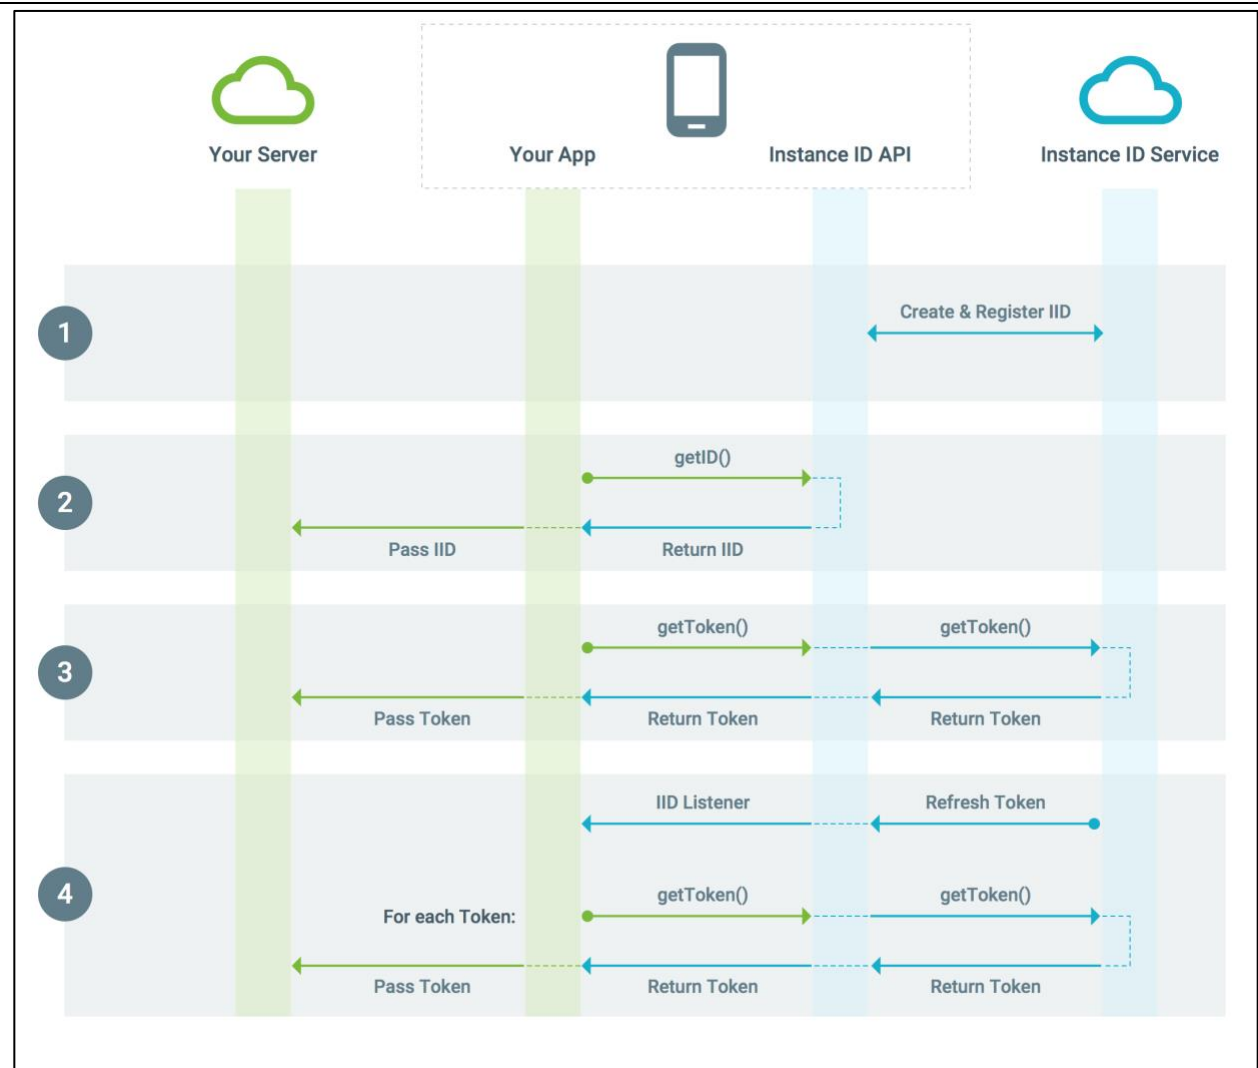 Your Server
Your App
Instance ID API
Instance ID Service
1
Create & Register IID
2
getID()
Pass IID
Return IID
3
getToken()
getToken()
Pass Token
Return Token
Return Token
4
IID Listener
Refresh Token
For each Token:
getToken()
getToken()
Pass Token
Return Token
Return Token